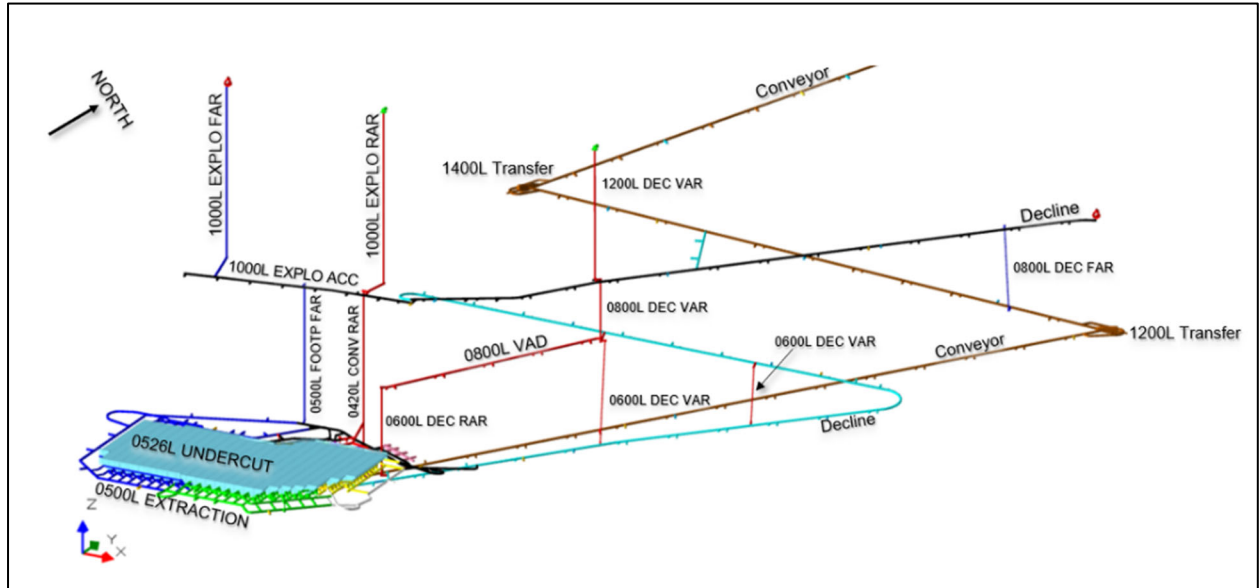 NORTH
1000L EXPLO FAR
1000L EXPLO RAR
Conveyor
1400L Transfer
1200L DEC VAR
Decline
1000L EXPLO ACC
0800L DEC FAR
0500L FOOTP FAR
0420L CONV RAR
0800L DEC VAR
0800L VAD
0600L DEC VAR
Conveyor
1200L Transfer
0600L DEC RAR
0600L DEC VAR
Decline
0526L UNDERCUT
0500L EXTRACTION
Z
Y
X